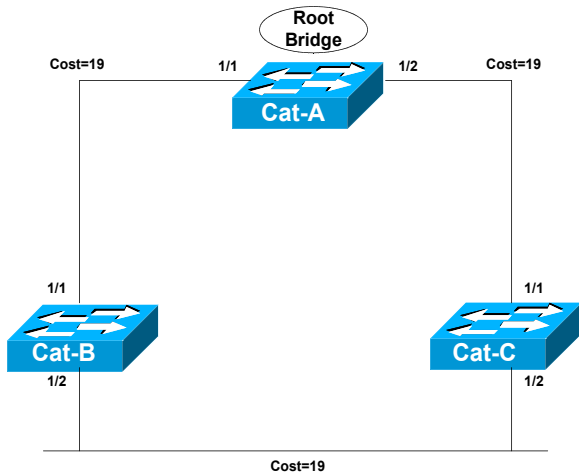 Root
Bridge
Cost=19
1/1
1/2
Cost=19
Cat-A
1/1
1/1
Cat-B
Cat-C
1/2
1/2
Cost=19